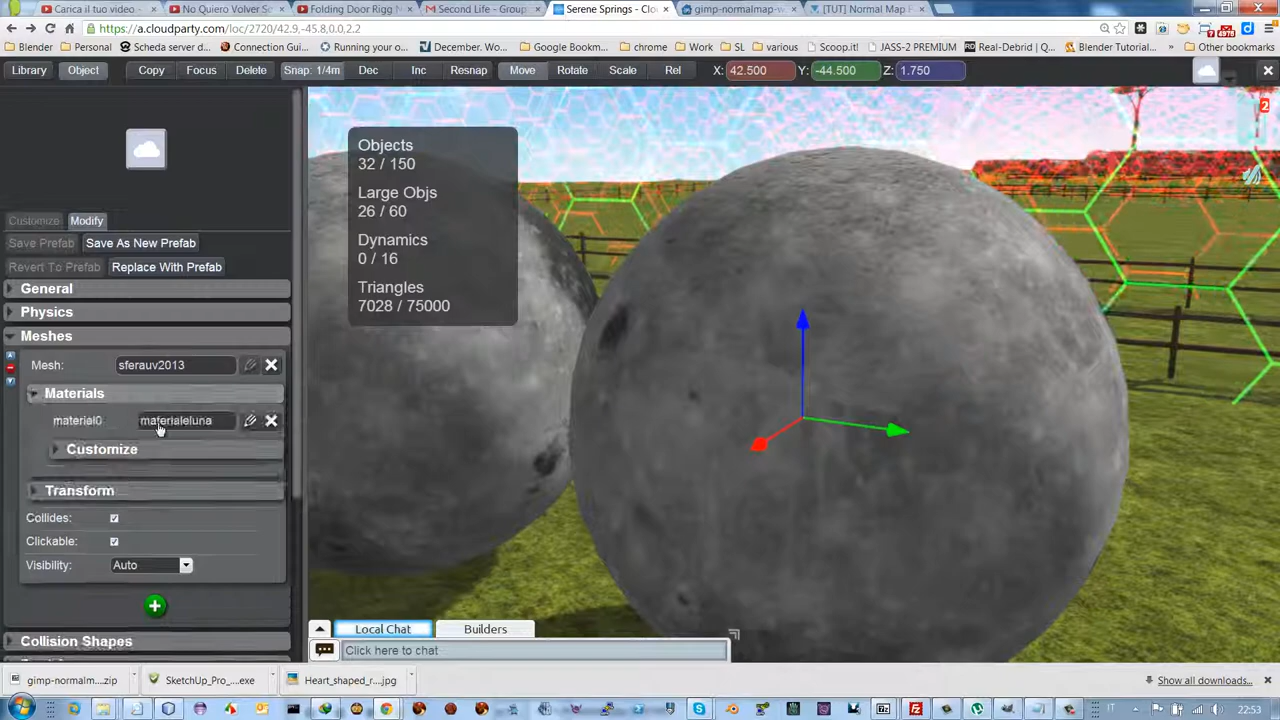 Carica il tuo video. -
No Quiero Volver So
Folding Door Rigg N
Second Life - Group
Serene Springs - Clo
gimp-normalmap-w
[TUT] Normal Map F
https://a.cloudparty.com/loc/2720/42.9,-45.8,0.0,2.2
Blender
Personal
Scheda server di d...
Connection Gui...
Running your o...
December. Wo...
Google Bookm...
chrome
Work
SL
various
Scoop.it!
JASS-2 PREMIUM
Real-Debrid | Q...
Blender Tutorial...
Other bookmarks
Library
Object
Copy
Delete
Snap: 1/4m
Dec
Inc
Resnap
Move
Rotate
Scale
Rel
X:
42.500
Y:
-44.500
Z:
1.750
2
Objects
32 / 150
Large Objs
26 / 60
Dynamics
0 / 16
Triangles
7028 / 75000
Customize
Modify
Save Prefab
Save As New Prefab
Revert To Prefab
Replace With Prefab
General
Physics
Meshes
Mesh:
sferauv2013
Materials
material0
materialeluna
Customize
Transform
Collides:
Clickable:
Visibility:
Auto
Collision Shapes
Local Chat
Builders
Click here to chat
gimp-normalm....zip
SketchUp_Pro_....exe
Heart_shaped_r....jpg
Show all downloads...
IT
22:53